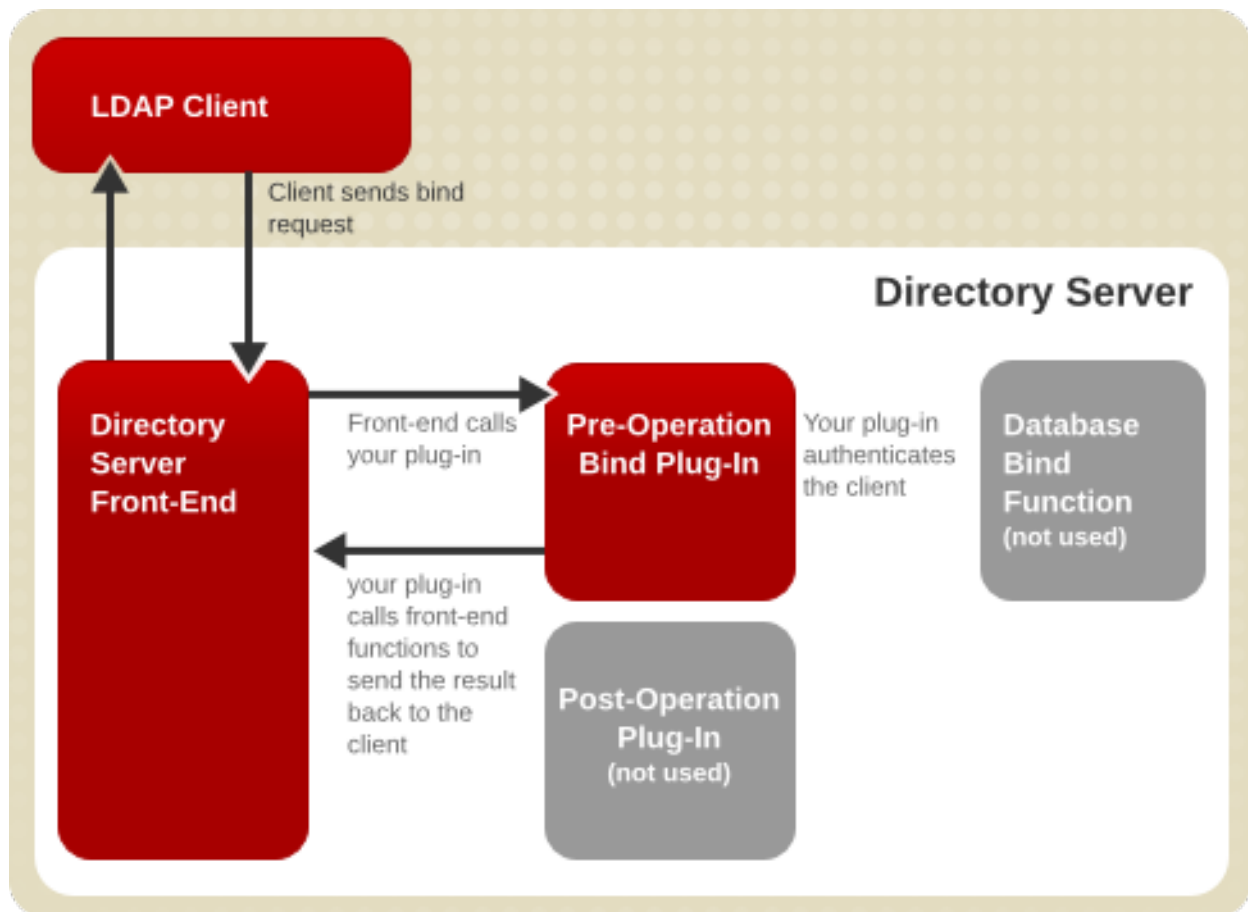 LDAP Client
Client sends bind
request
Directory Server
Directory
Server
Front-End
Front-end calls
your plug-in
Pre-Operation
Bind Plug-In
Your plug-in
authenticates
the client
Database
Bind
Function
(not used)
your plug-in
calls front-end
functions to
send the result
back to the
client
Post-Operation
Plug-In
(not used)